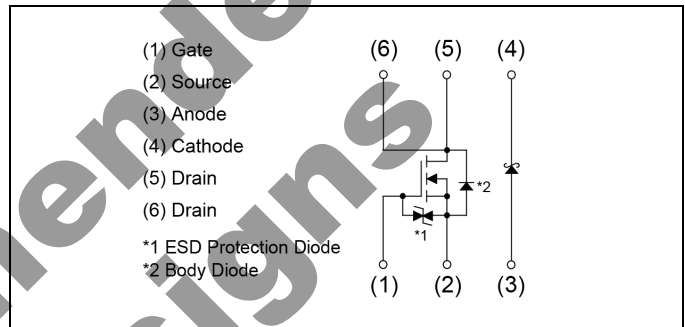 (1) Gate
(2) Source
(3) Anode
(4) Cathode
(5) Drain
(6) Drain
*1 ESD Protection Diode
*2 Body Diode
(6) (5) (4)
*2
*1
(1) (2) (3)